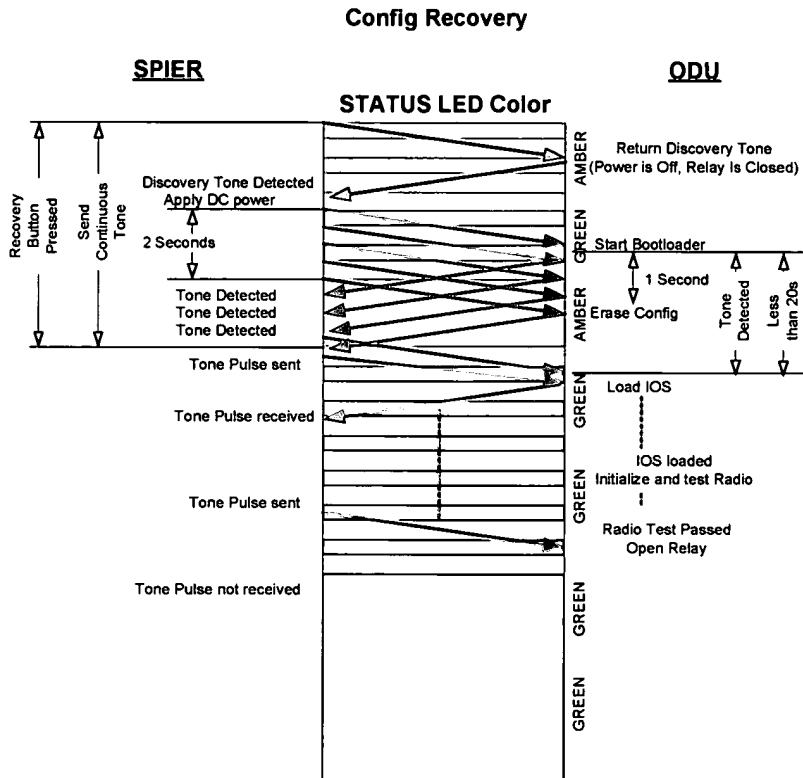 Config Recovery
SPIER
ODU
STATUS LED Color
Recovery
Button
Pressed
Send
Continuous
Tone
Discovery Tone Detected
Apply DC power
2 Seconds
Tone Detected
Tone Detected
Tone Detected
Tone Pulse sent
Tone Pulse received
Tone Pulse sent
Tone Pulse not received
AMBER
GREEN
AMBER
GREEN
GREEN
GREEN
GREEN
Return Discovery Tone
(Power is Off, Relay Is Closed)
Start Bootloader
1 Second
Erase Config
Tone
Detected
Less
than 20s
Load IOS
IOS loaded
Initialize and test Radio
Radio Test Passed
Open Relay